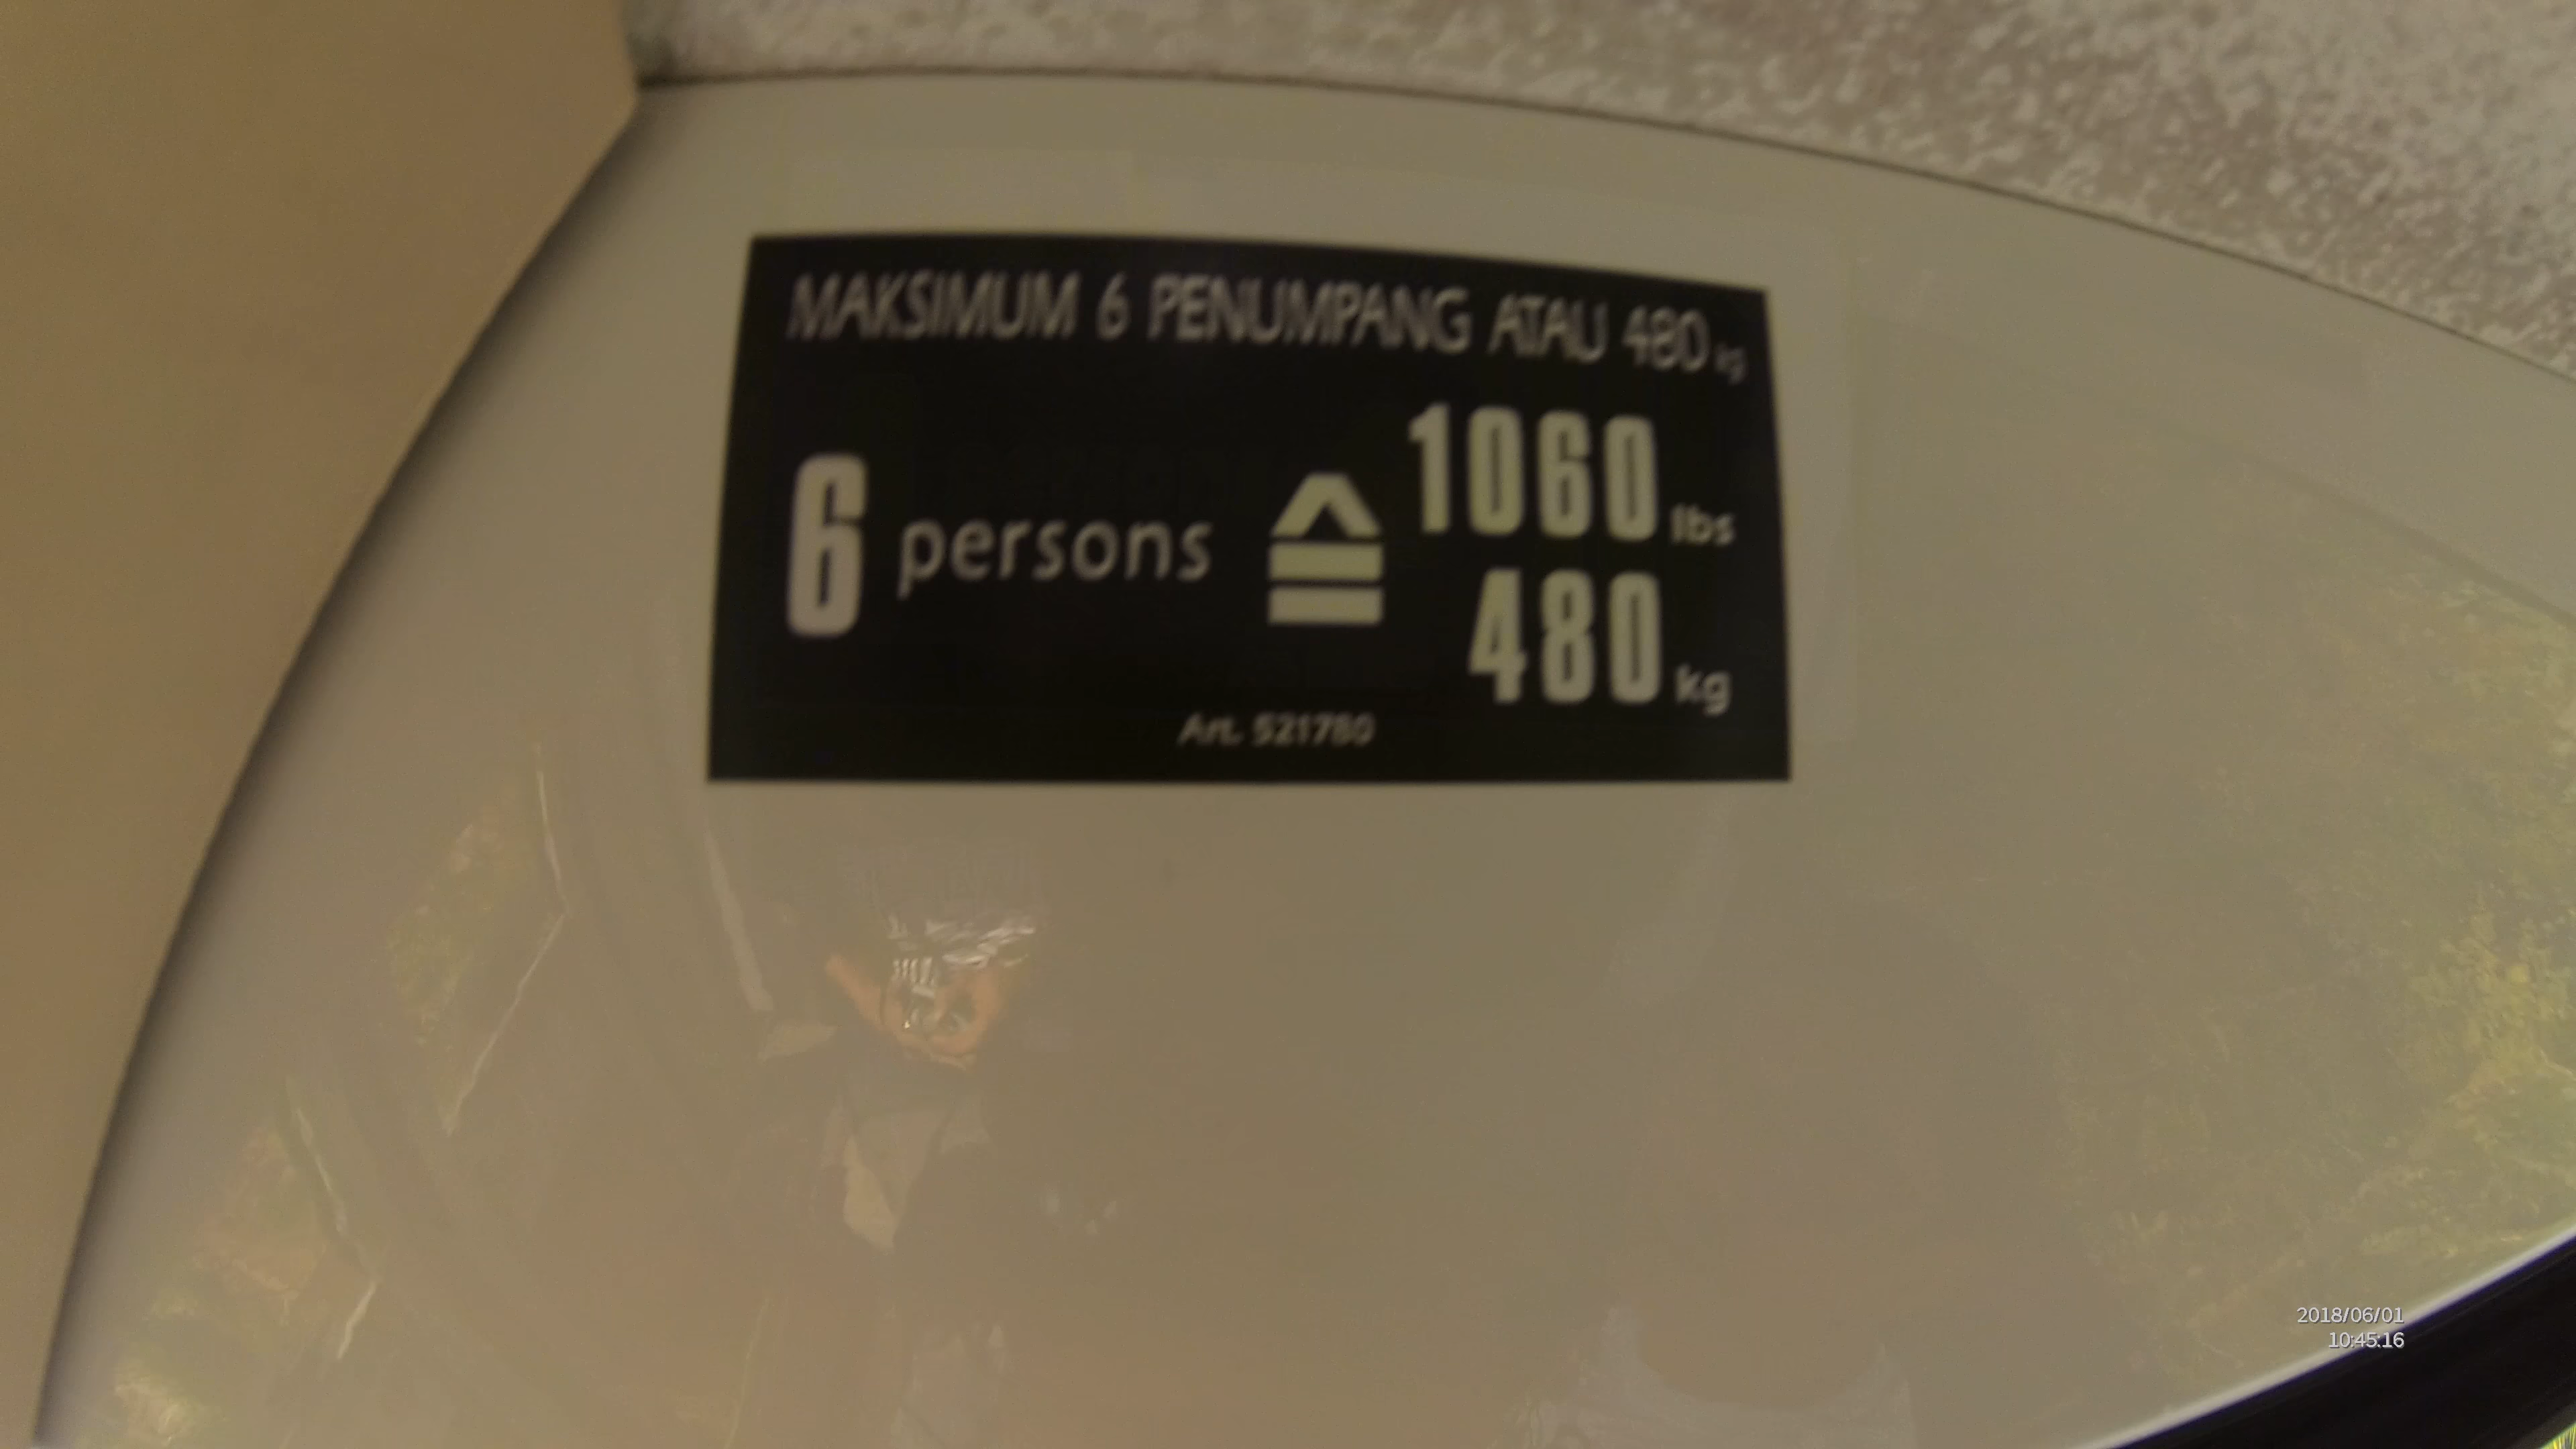 MAKSIMUM 6 PENUMPANG ATAU 480 kg
6 persons ≙ 1060 lbs
480 kg
Art. 521780
2018/06/01
10:45:16